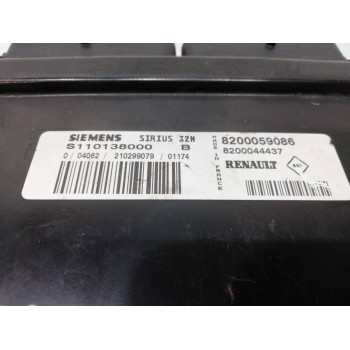 SIEMENS SIRIUS 32N
S110138000 B
0 / 04062 / 210299079 / 01174
MADE IN FRANCE
8200059086
8200044437
RENAULT